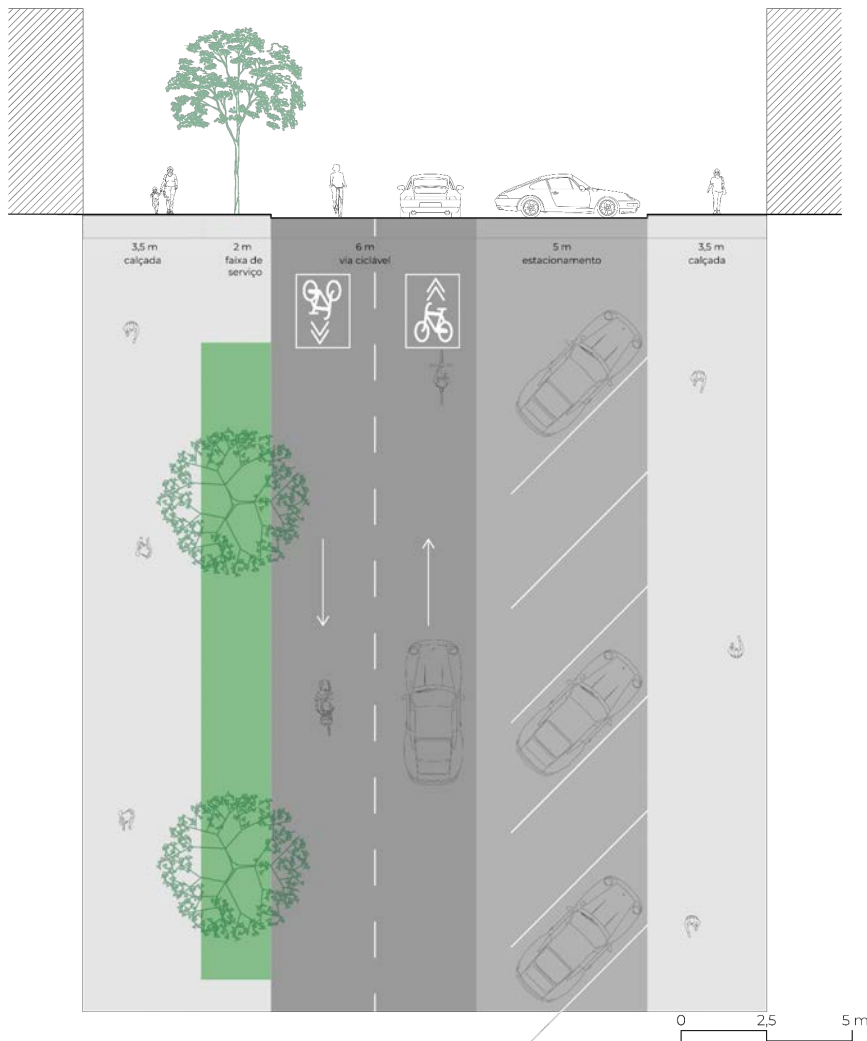 3,5 m
calçada
2 m
faixa de
serviço
6 m
via ciclável
5 m
estacionamento
3,5 m
calçada
0
2,5
5 m